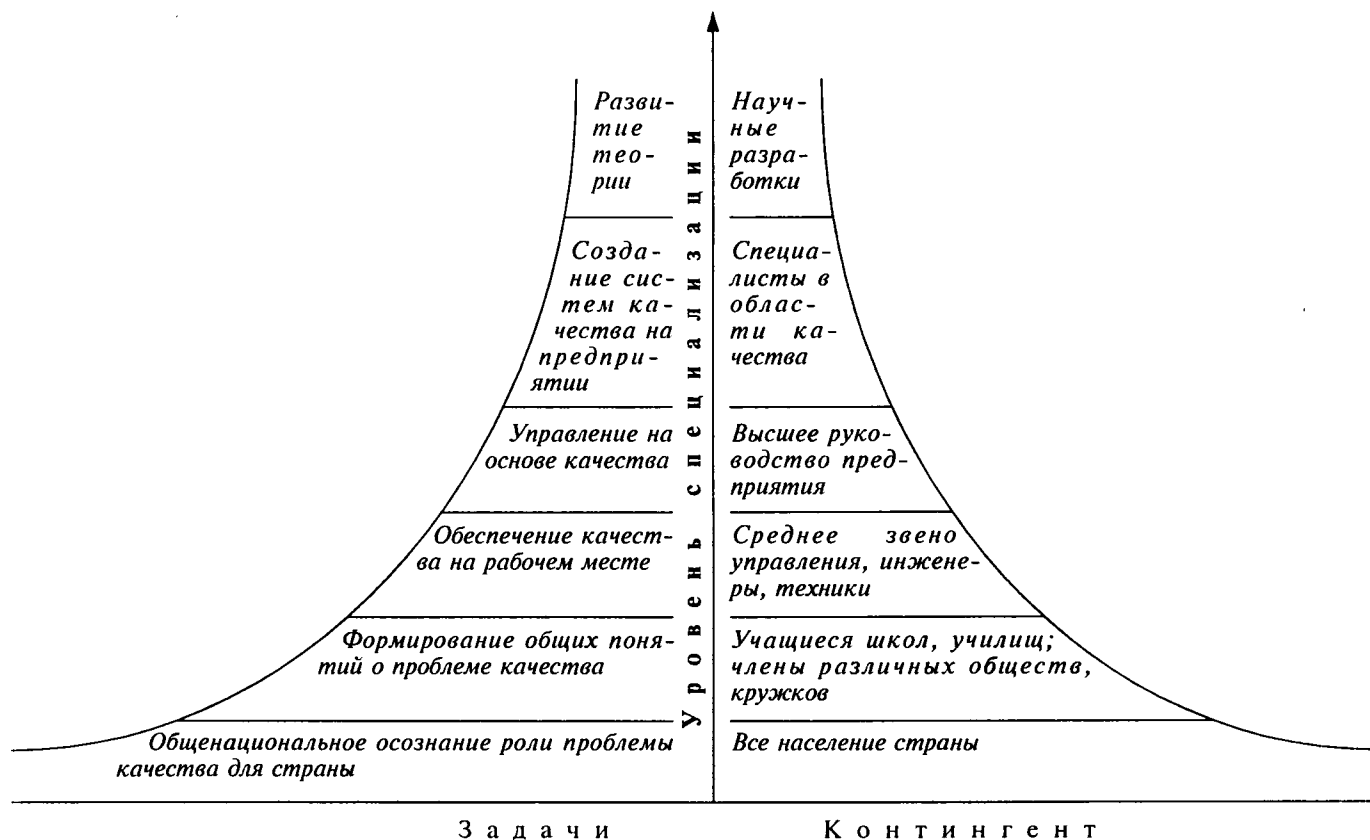 Разви-
тие
тео-
рии
Науч-
ные
разра-
ботки
Созда-
ние сис-
тем ка-
чества на
предпри-
ятии
Специа-
листы в
облас-
ти ка-
чества
Управление на
основе качества
Высшее руко-
водство пред-
приятия
Обеспечение качест-
ва на рабочем месте
Среднее звено
управления, инжене-
ры, техники
Формирование общих поня-
тий о проблеме качества
Учащиеся школ, училищ;
члены различных обществ,
кружков
Общенациональное осознание роли проблемы
качества для страны
Все население страны
Уровень специализации
Задачи
Контингент